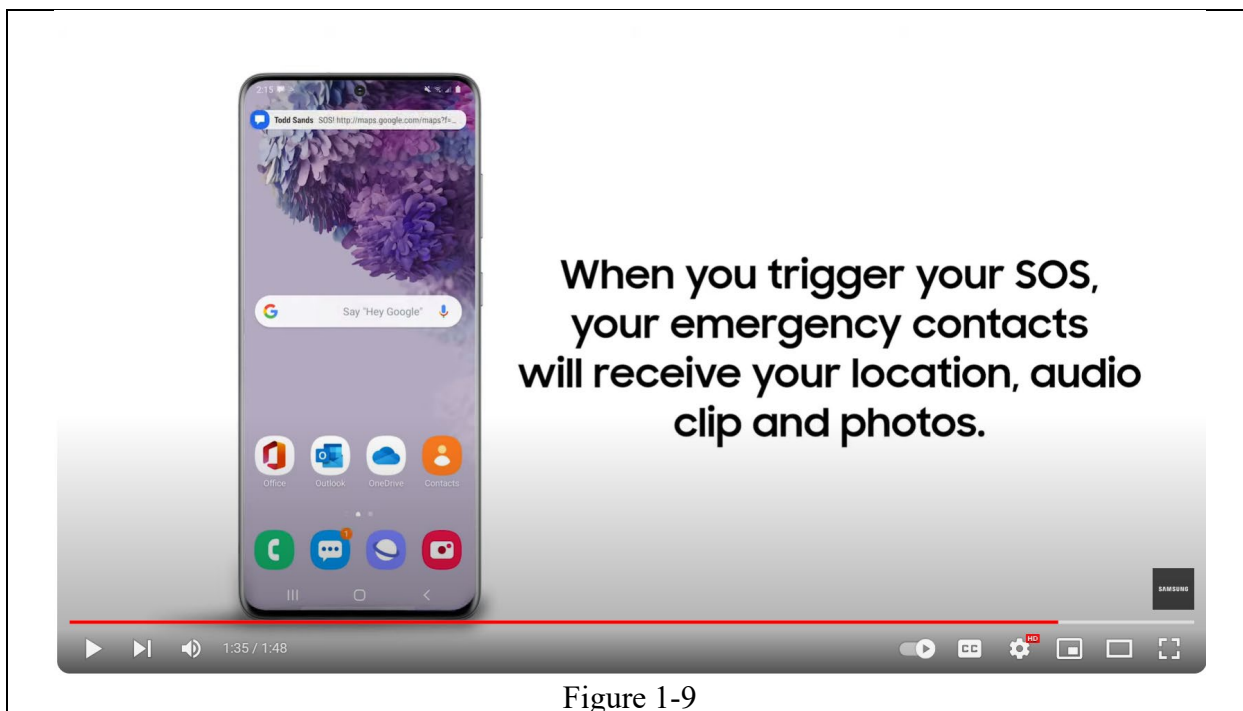 2:15
Todd Sands SOS! http://maps.google.com/maps?f=...
Say "Hey Google"
When you trigger your SOS,
your emergency contacts
will receive your location, audio
clip and photos.
Office Outlook OneDrive Contacts
1
SAMSUNG
1:35 / 1:48
CC
HD
Figure 1-9